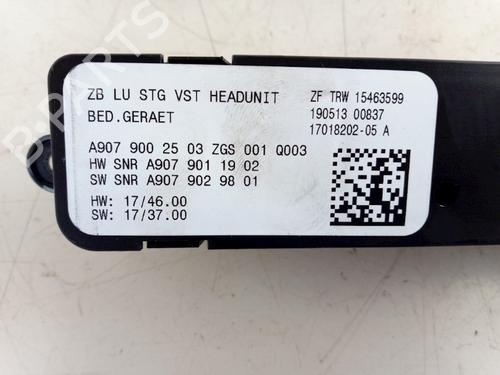 ZB LU STG VST HEADUNIT
BED.GERAET
ZF TRW 15463599
190513 00837
17018202-05 A
A907 900 25 03 ZGS 001 Q003
HW SNR A907 901 19 02
SW SNR A907 902 98 01
HW: 17/46.00
SW: 17/37.00
B-PARTS